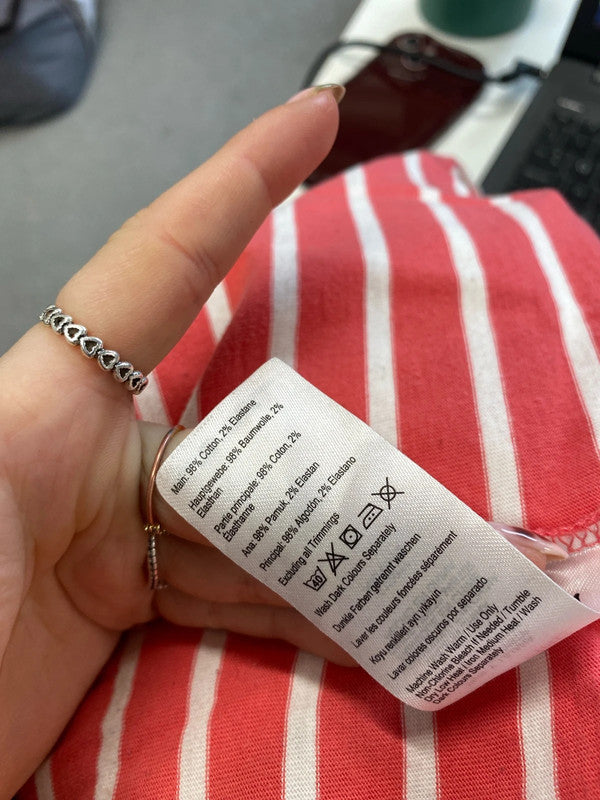 Main: 98% Cotton, 2% Elastane
Hauptgewebe: 98% Baumwolle, 2%
Elasthan
Partie principale: 98% Coton, 2%
Elasthanne
Ana: 98% Pamuk, 2% Elastan
Principal: 98% Algodón, 2% Elastano
Excluding all Trimmings
40
Wash Dark Colours Separately
Dunkle Farben getrennt waschen
Laver les couleurs foncées séparément
Koyu renkleri ayrı yıkayın
Lavar colores oscuros por separado
Machine Wash Warm / Use Only
Non-Chlorine Bleach if Needed / Tumble
Dry Low Heat / Iron Medium Heat / Wash
Dark Colours Separately